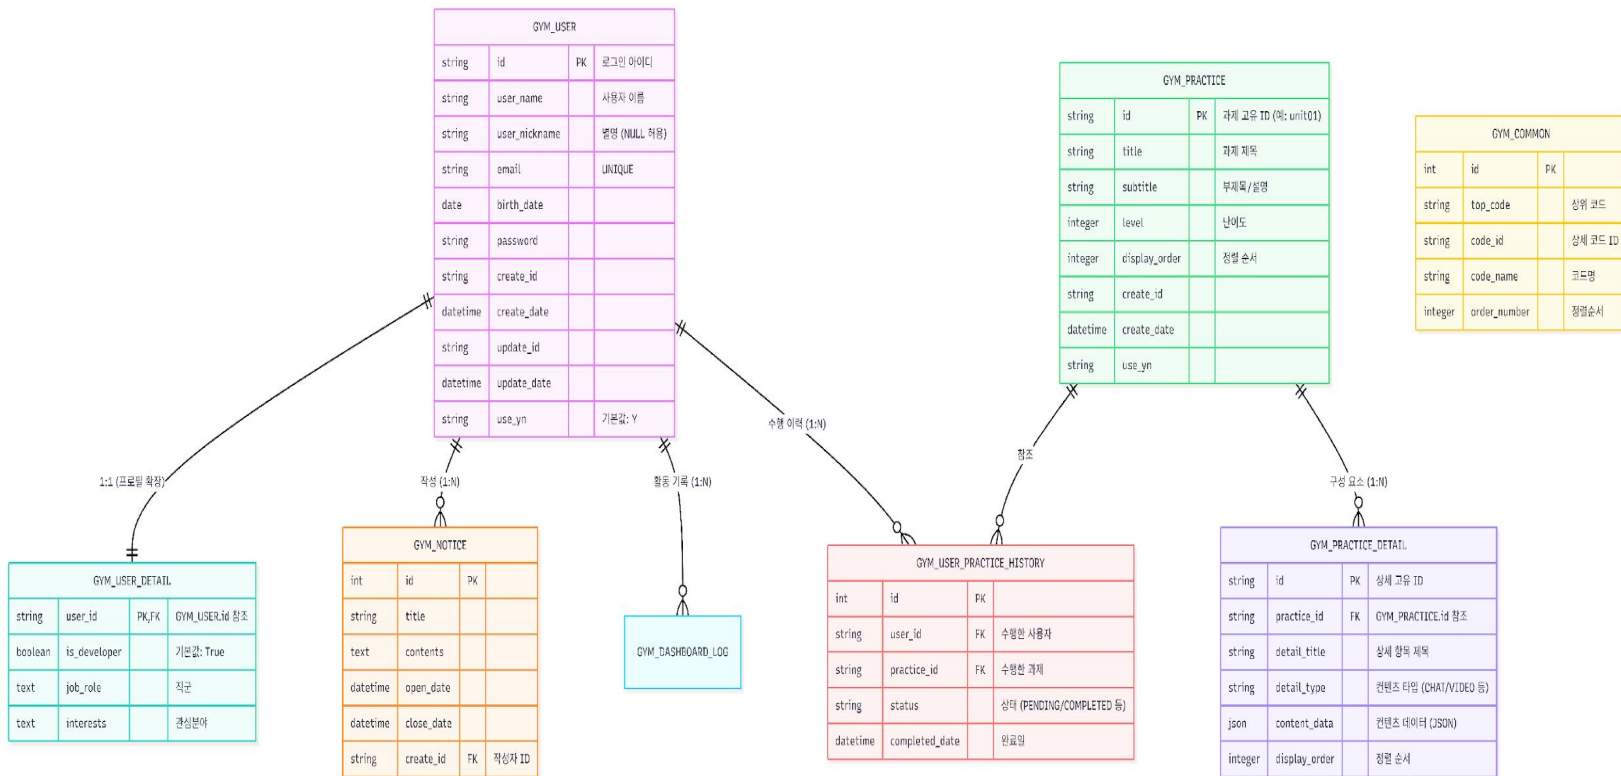 GYM_USER
string id PK 로그인 아이디
string user_name 사용자 이름
string user_nickname 별명 (NULL 허용)
string email UNIQUE
date birth_date
string password
string create_id
datetime create_date
string update_id
datetime update_date
string use_yn 기본값: Y
GYM_PRACTICE
string id PK 과제 고유 ID (예: unit01)
string title 과제 제목
string subtitle 부제목/설명
integer level 난이도
integer display_order 정렬 순서
string create_id
datetime create_date
string use_yn
GYM_COMMON
int id PK
string top_code 상위 코드
string code_id 상세 코드 ID
string code_name 코드명
integer order_number 정렬순서
1:1 (프로필 확장)
작성 (1:N)
활동 기록 (1:N)
수행 이력 (1:N)
참조
구성 요소 (1:N)
GYM_USER_DETAIL
string user_id PK,FK GYM_USER.id 참조
boolean is_developer 기본값: True
text job_role 직군
text interests 관심분야
GYM_NOTICE
int id PK
string title
text contents
datetime open_date
datetime close_date
string create_id FK 작성자 ID
GYM_DASHBOARD_LOG
GYM_USER_PRACTICE_HISTORY
int id PK
string user_id FK 수행한 사용자
string practice_id FK 수행한 과제
string status 상태 (PENDING/COMPLETED 등)
datetime completed_date 완료일
GYM_PRACTICE_DETAIL
string id PK 상세 고유 ID
string practice_id FK GYM_PRACTICE.id 참조
string detail_title 상세 항목 제목
string detail_type 컨텐츠 타입 (CHAT/VIDEO 등)
json content_data 컨텐츠 데이터 (JSON)
integer display_order 정렬 순서